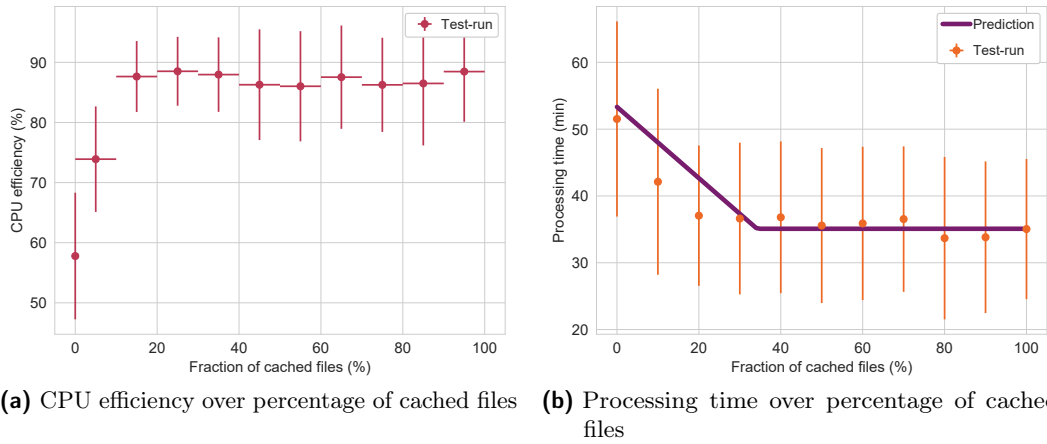 Test-run
90
80
70
60
50
CPU efficiency (%)
0 20 40 60 80 100
Fraction of cached files (%)
(a) CPU efficiency over percentage of cached files
Prediction
Test-run
60
50
40
30
20
Processing time (min)
0 20 40 60 80 100
Fraction of cached files (%)
(b) Processing time over percentage of cached
files